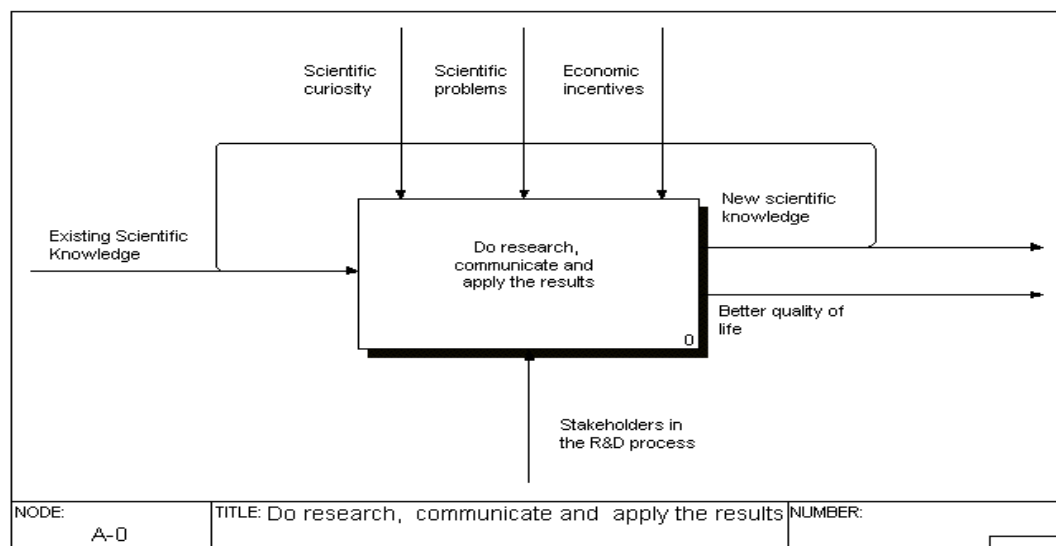 Scientific
curiosity
Scientific
problems
Economic
incentives
New scientific
knowledge
Existing Scientific
Knowledge
Do research,
communicate and
apply the results
0
Better quality of
life
Stakeholders in
the R&D process
NODE:
A-0
TITLE: Do research, communicate and apply the results
NUMBER: